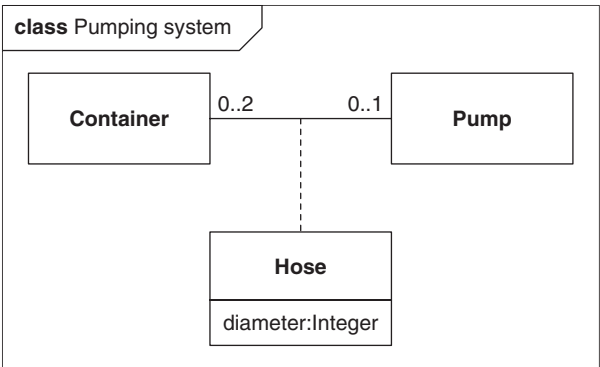 class Pumping system
Container
0..2
0..1
Pump
Hose
diameter:Integer